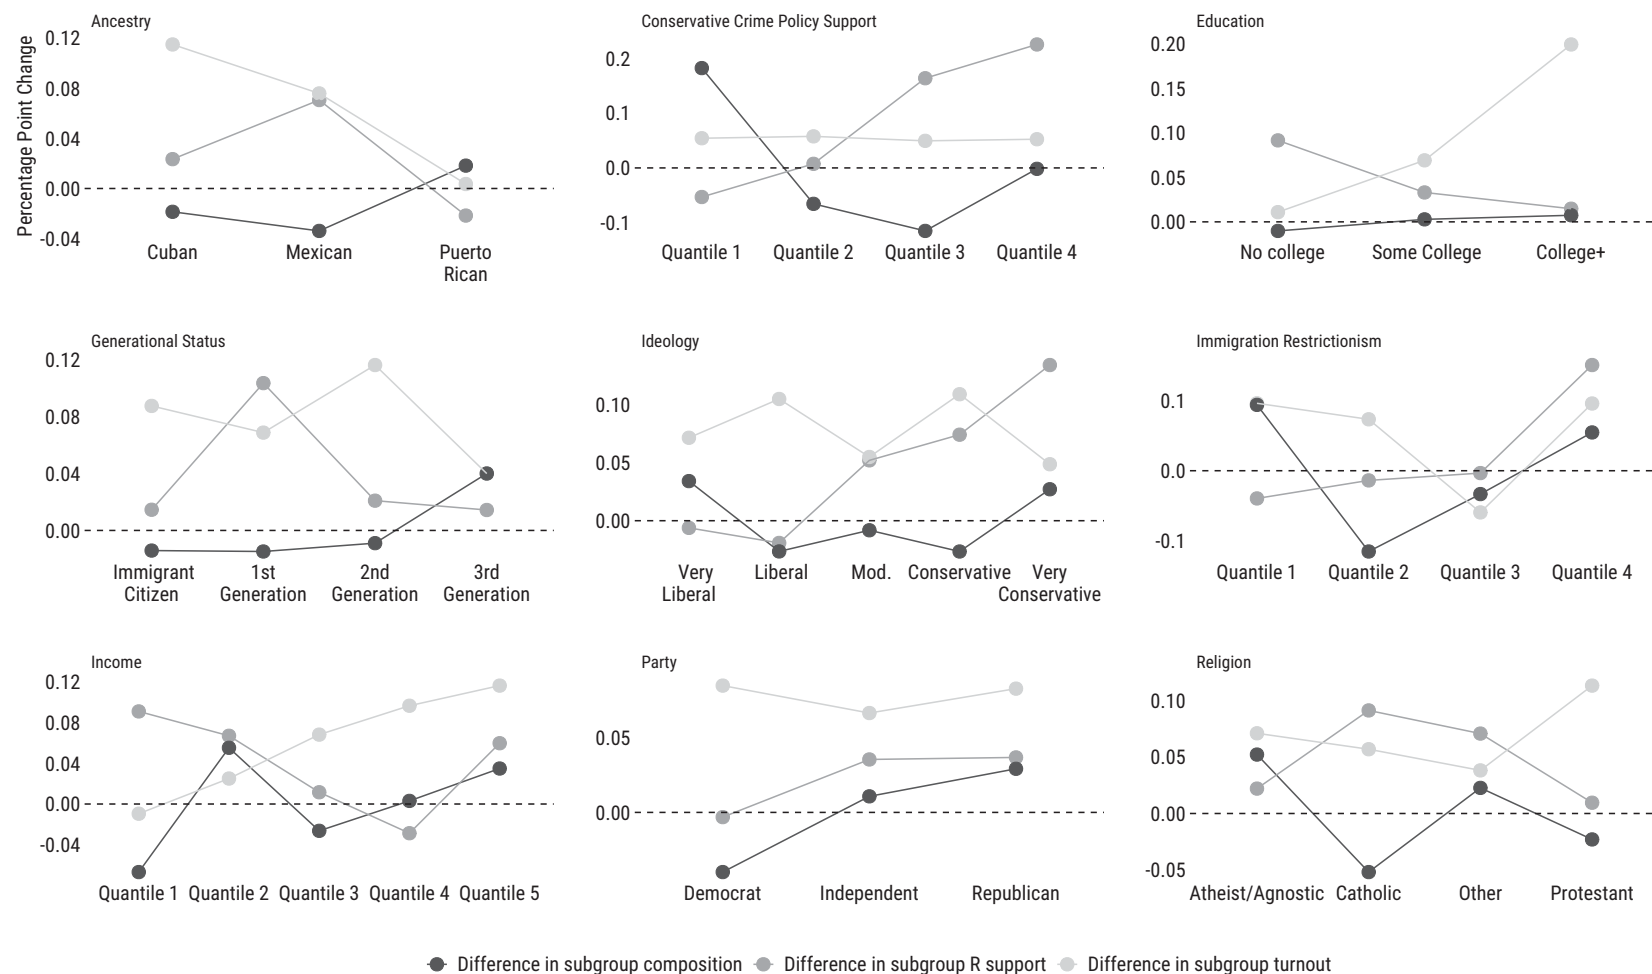 Ancestry
Percentage Point Change
0.12
0.08
0.04
0.00
-0.04
Cuban Mexican Puerto
Rican
Conservative Crime Policy Support
0.2
0.1
0.0
-0.1
Quantile 1 Quantile 2 Quantile 3 Quantile 4
Education
0.20
0.15
0.10
0.05
0.00
No college Some College College+
Generational Status
0.12
0.08
0.04
0.00
Immigrant 1st 2nd 3rd
Citizen Generation Generation Generation
Ideology
0.10
0.05
0.00
Very Liberal Mod. Conservative Very
Liberal Conservative
Immigration Restrictionism
0.1
0.0
-0.1
Quantile 1 Quantile 2 Quantile 3 Quantile 4
Income
0.12
0.08
0.04
0.00
-0.04
Quantile 1 Quantile 2 Quantile 3 Quantile 4 Quantile 5
Party
0.05
0.00
Democrat Independent Republican
Religion
0.10
0.05
0.00
-0.05
Atheist/Agnostic Catholic Other Protestant
Difference in subgroup composition Difference in subgroup R support Difference in subgroup turnout